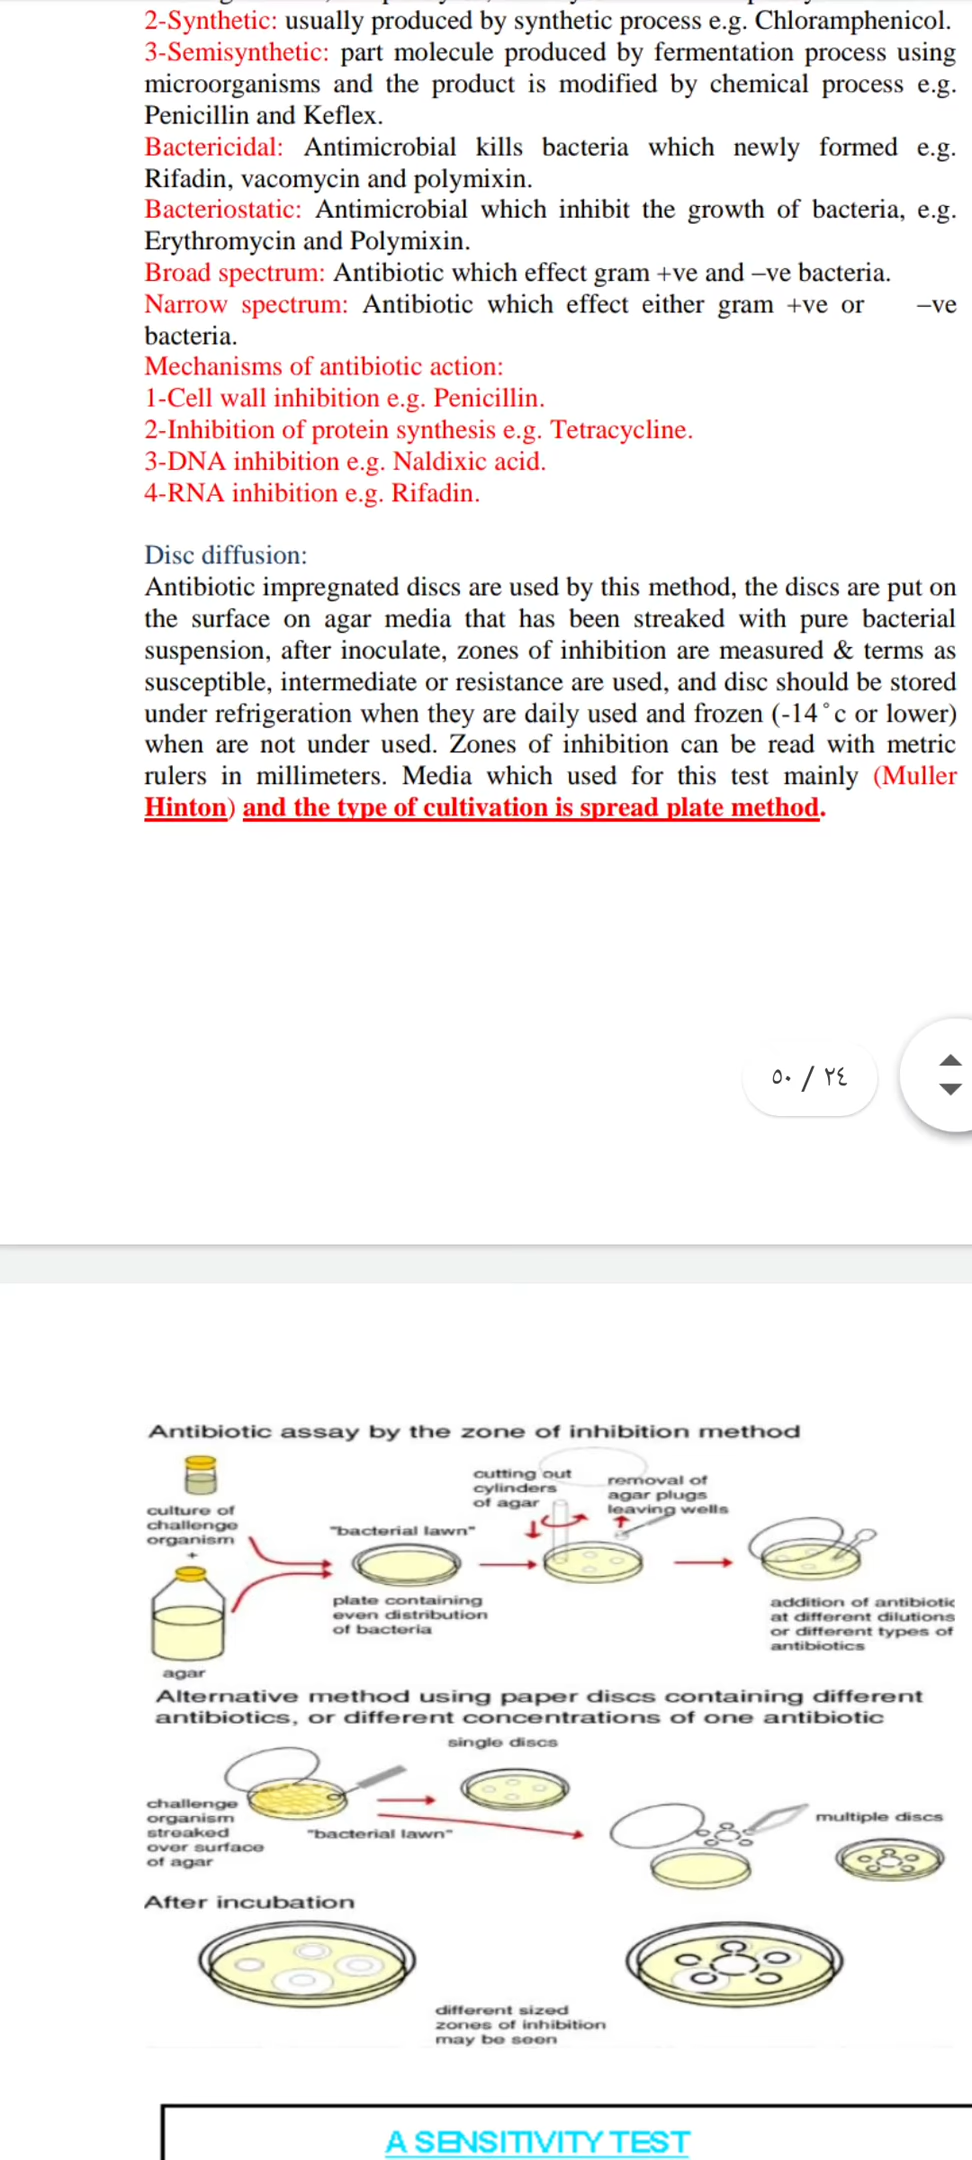 2-Synthetic: usually produced by synthetic process e.g. Chloramphenicol.
3-Semisynthetic: part molecule produced by fermentation process using
microorganisms and the product is modified by chemical process e.g.
Penicillin and Keflex.
Bactericidal: Antimicrobial kills bacteria which newly formed e.g.
Rifadin, vacomycin and polymixin.
Bacteriostatic: Antimicrobial which inhibit the growth of bacteria, e.g.
Erythromycin and Polymixin.
Broad spectrum: Antibiotic which effect gram +ve and –ve bacteria.
Narrow spectrum: Antibiotic which effect either gram +ve or –ve
bacteria.
Mechanisms of antibiotic action:
1-Cell wall inhibition e.g. Penicillin.
2-Inhibition of protein synthesis e.g. Tetracycline.
3-DNA inhibition e.g. Naldixic acid.
4-RNA inhibition e.g. Rifadin.
Disc diffusion:
Antibiotic impregnated discs are used by this method, the discs are put on
the surface on agar media that has been streaked with pure bacterial
suspension, after inoculate, zones of inhibition are measured & terms as
susceptible, intermediate or resistance are used, and disc should be stored
under refrigeration when they are daily used and frozen (-14˚c or lower)
when are not under used. Zones of inhibition can be read with metric
rulers in millimeters. Media which used for this test mainly (Muller
Hinton) and the type of cultivation is spread plate method.
٥٠ / ٢٤
Antibiotic assay by the zone of inhibition method
culture of
challenge
organism
+
agar
"bacterial lawn"
plate containing
even distribution
of bacteria
cutting out
cylinders
of agar
removal of
agar plugs
leaving wells
addition of antibiotic
at different dilutions
or different types of
antibiotics
Alternative method using paper discs containing different
antibiotics, or different concentrations of one antibiotic
single discs
challenge
organism
streaked
over surface
of agar
"bacterial lawn"
multiple discs
After incubation
different sized
zones of inhibition
may be seen
A SENSITIVITY TEST